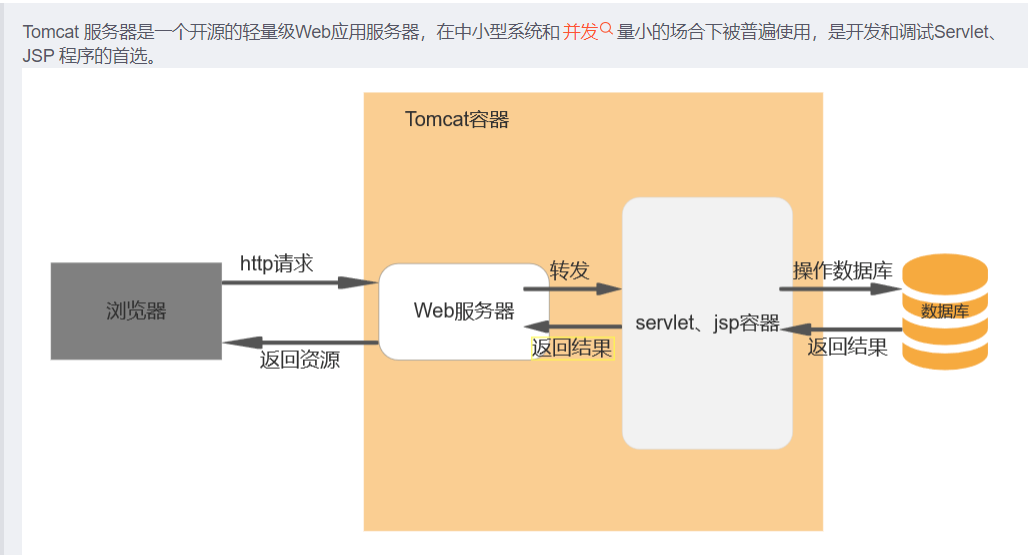 Tomcat 服务器是一个开源的轻量级Web应用服务器，在中小型系统和 并发 量小的场合下被普遍使用，是开发和调试Servlet、
JSP 程序的首选。
Tomcat容器
http请求
转发
操作数据库
浏览器
Web服务器
servlet、jsp容器
数据库
返回资源
返回结果
返回结果